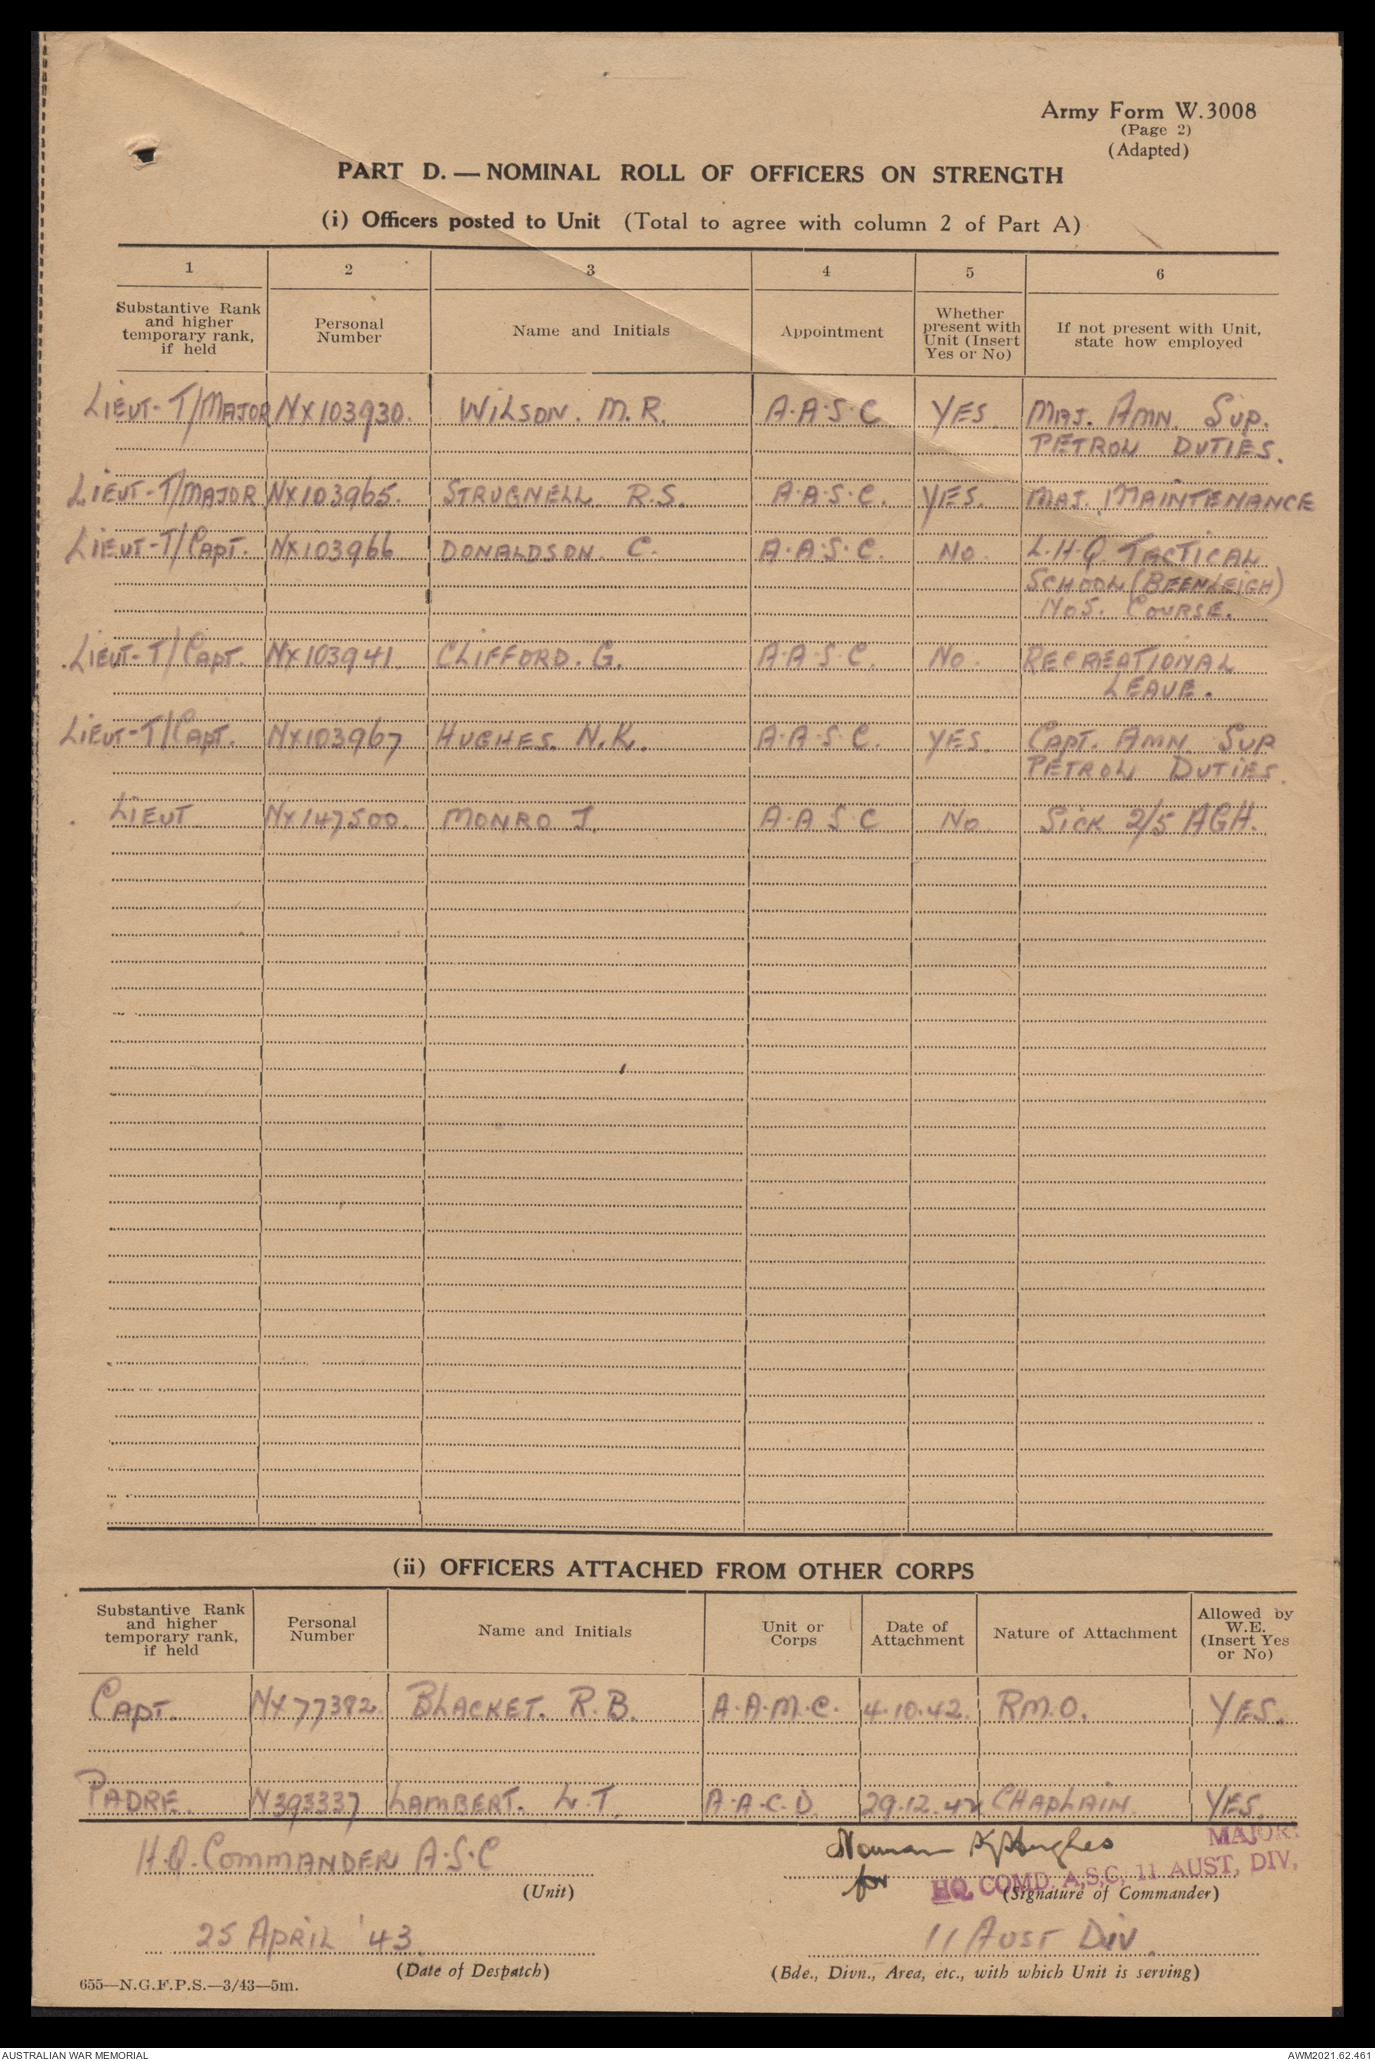 Army Form W.3008
(Page 2)
(Adapted)
PART D. — NOMINAL ROLL OF OFFICERS ON STRENGTH
(i) Officers posted to Unit (Total to agree with column 2 of Part A)
1 2 3 4 5 6
Substantive Rank and higher temporary rank, if held | Personal Number | Name and Initials | Appointment | Whether present with Unit (Insert Yes or No) | If not present with Unit, state how employed
LIEUT-T/MAJOR NX103930. WILSON. M.R. A.A.S.C YES MAJ. AMN. SUP.
PETROL DUTIES.
LIEUT-T/MAJOR NX103965. STRUGNELL R.S. A.A.S.C. YES. MAJ. MAINTENANCE
LIEUT-T/CAPT. NX103966 DONALDSON. C. A.A.S.C. NO. L.H.Q TACTICAL
SCHOOL (BEENLEIGH)
NO5. COURSE.
LIEUT-T/CAPT. NX103941. CLIFFORD. G. A.A.S.C. NO. RECREATIONAL
LEAVE.
LIEUT-T/CAPT. NX103967 HUGHES. N.K. A.A.S.C. YES. CAPT. AMN SUP
PETROL DUTIES.
LIEUT NX147500. MONRO J. A.A.S.C NO. SICK 2/5 AGH.
(ii) OFFICERS ATTACHED FROM OTHER CORPS
Substantive Rank and higher temporary rank, if held | Personal Number | Name and Initials | Unit or Corps | Date of Attachment | Nature of Attachment | Allowed by W.E. (Insert Yes or No)
CAPT. NX77382. BLACKET. R.B. A.A.M.C. 4.10.42. R.M.O. YES.
PADRE. N393337 LAMBERT. L.T. A.A.C.D. 29.12.42 CHAPLAIN. YES.
H.Q. COMMANDER A.S.C Norman K Hughes MAJOR:
(Unit) for HQ COMD. A.S.C. 11 AUST, DIV,
(Signature of Commander)
25 APRIL '43. 11 AUST DIV.
(Date of Despatch) (Bde., Divn., Area, etc., with which Unit is serving)
655—N.G.F.P.S.—3/43—5m.
AUSTRALIAN WAR MEMORIAL AWM2021.62.461